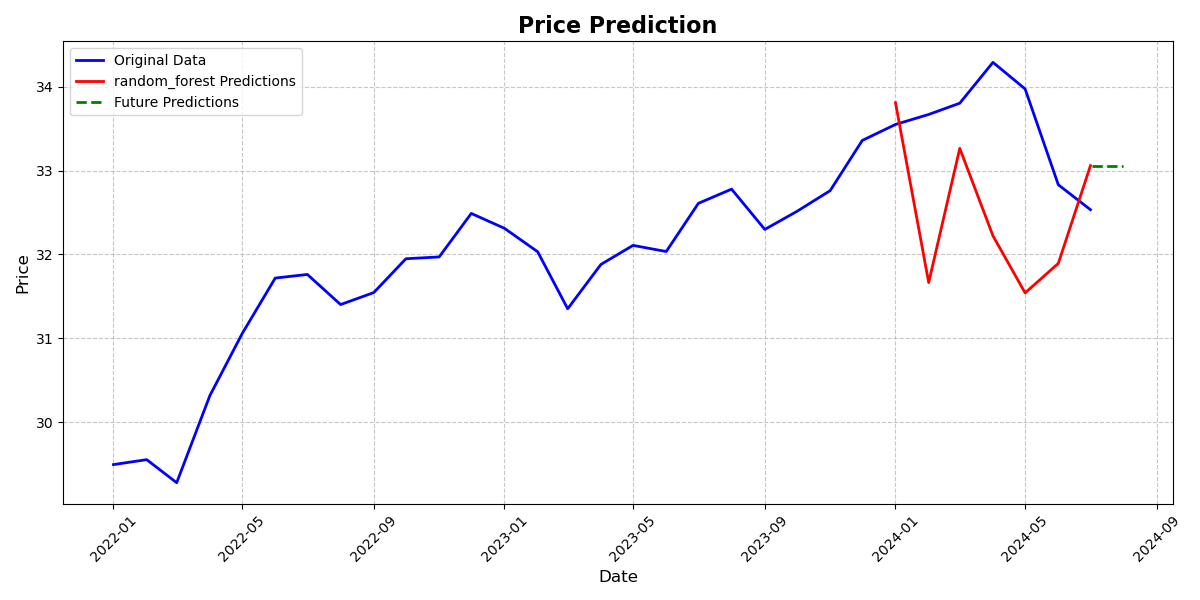 Price Prediction
Original Data
random_forest Predictions
Future Predictions
Price
34
33
32
31
30
2022-01
2022-05
2022-09
2023-01
2023-05
2023-09
2024-01
2024-05
2024-09
Date